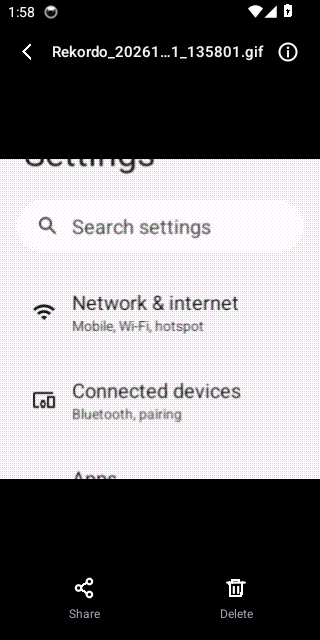 1:58
Rekordo_20261...1_135801.gif
Settings
Search settings
Network & internet
Mobile, Wi-Fi, hotspot
Connected devices
Bluetooth, pairing
Apps
Share
Delete